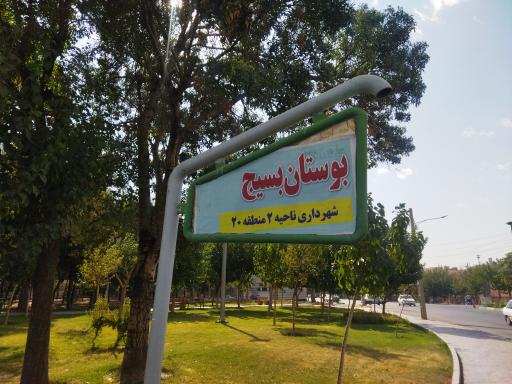 بوستان بسیج
شهرداری ناحیه ۲ منطقه ۲۰